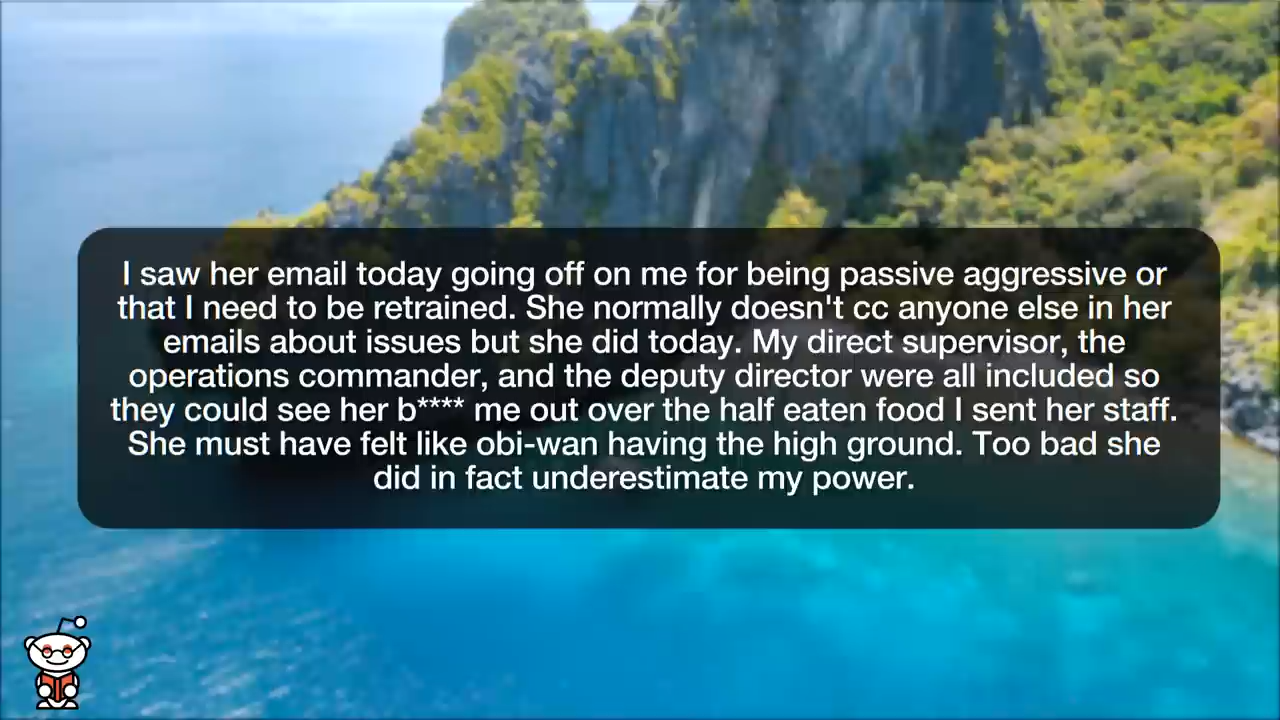 I saw her email today going off on me for being passive aggressive or
that I need to be retrained. She normally doesn't cc anyone else in her
emails about issues but she did today. My direct supervisor, the
operations commander, and the deputy director were all included so
they could see her b**** me out over the half eaten food I sent her staff.
She must have felt like obi-wan having the high ground. Too bad she
did in fact underestimate my power.